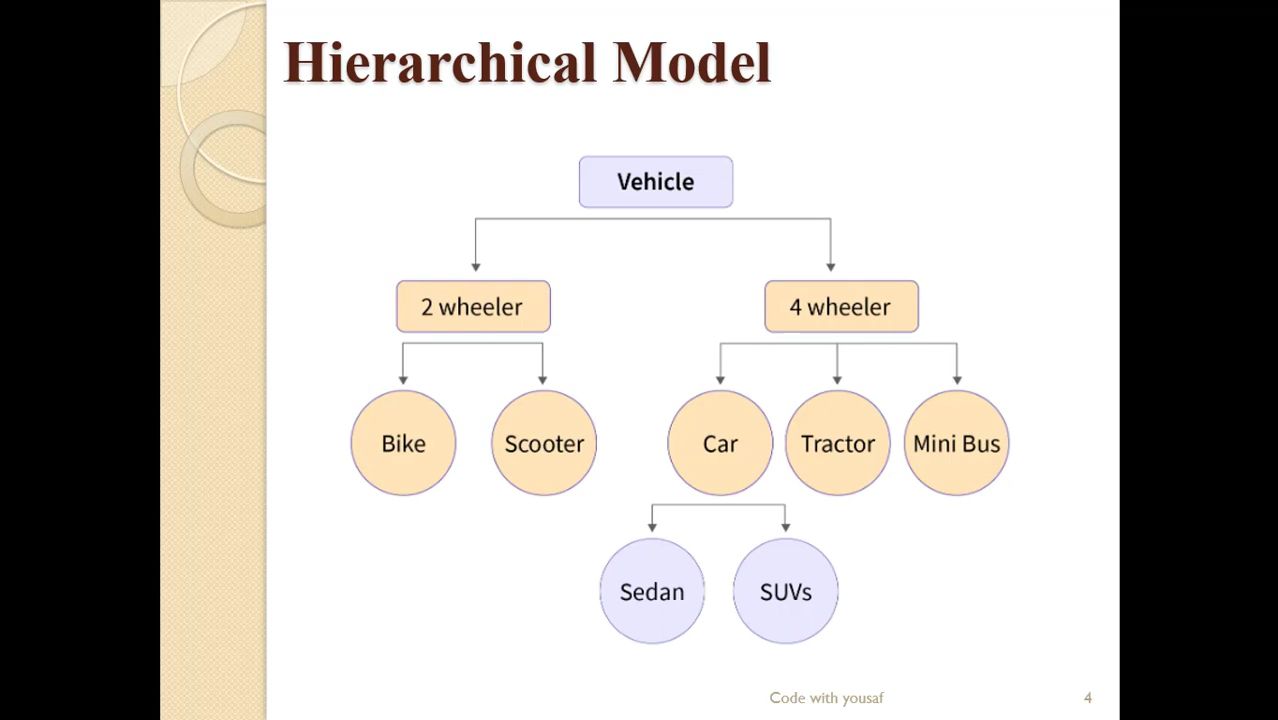 Hierarchical Model
Vehicle
2 wheeler
4 wheeler
Bike
Scooter
Car
Tractor
Mini Bus
Sedan
SUVs
Code with yousaf
4